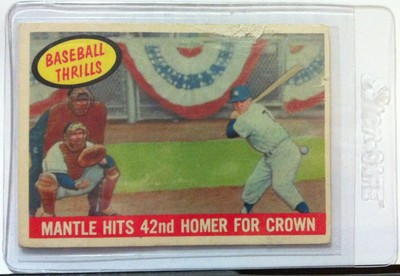 BASEBALL
THRILLS
MANTLE HITS 42nd HOMER FOR CROWN